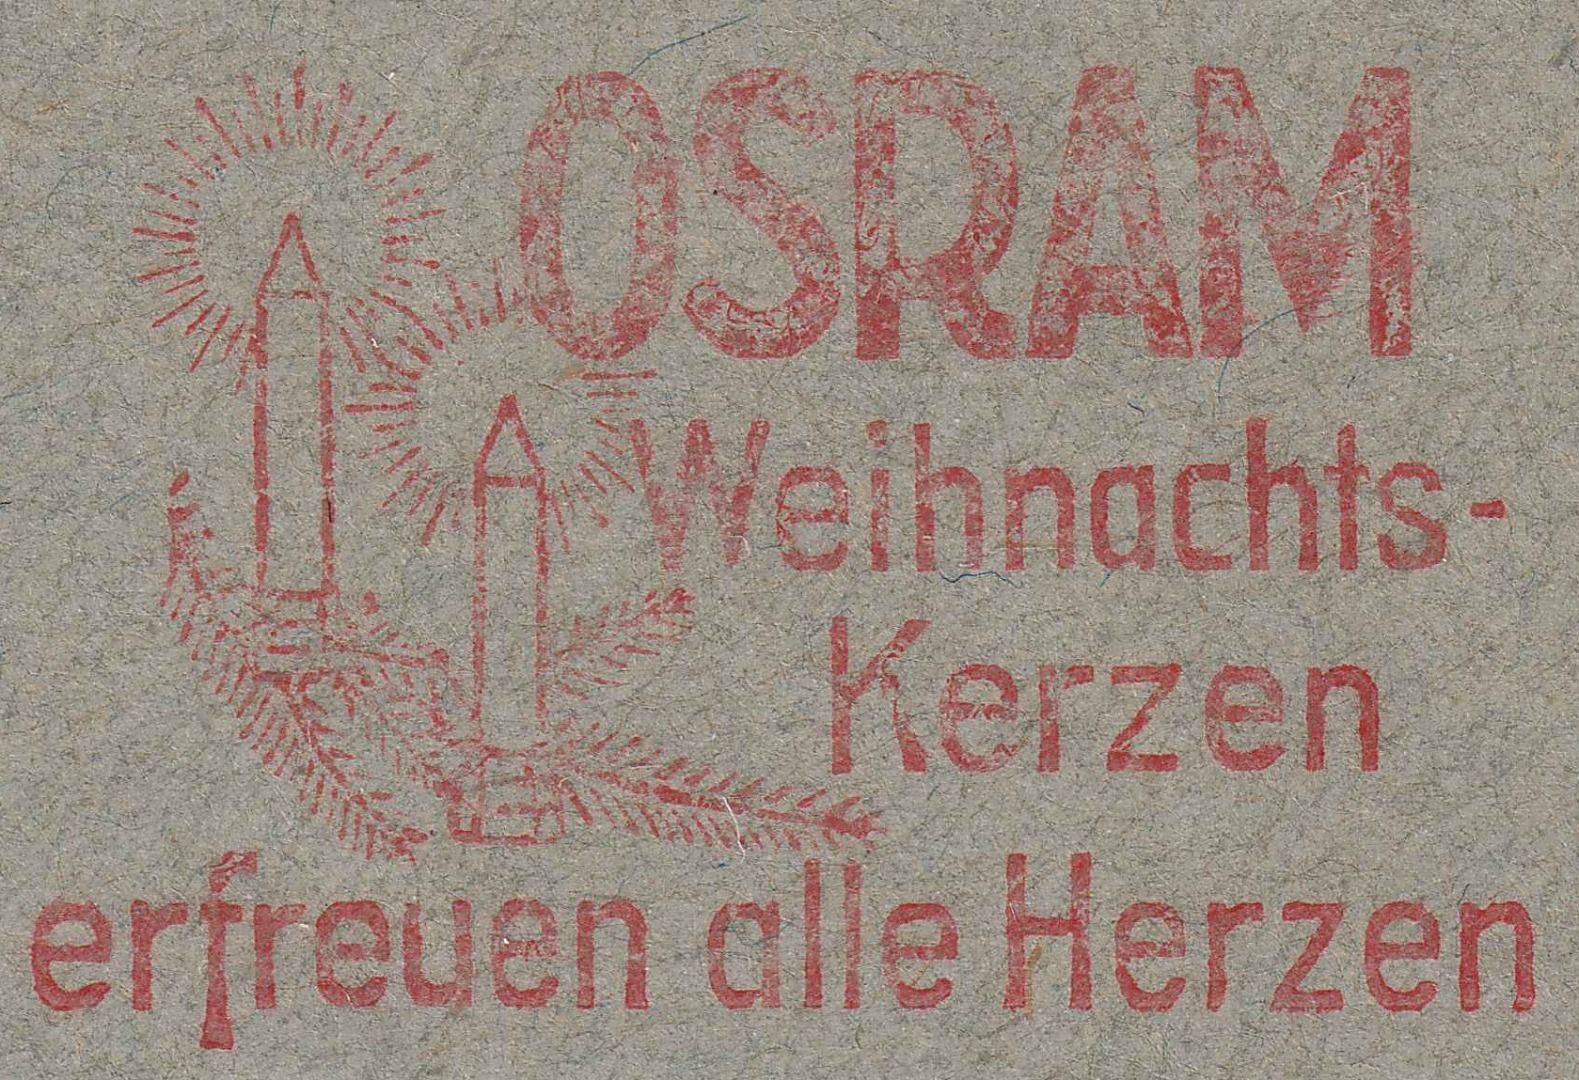 OSRAM
Weihnachts-
Kerzen
erfreuen alle Herzen